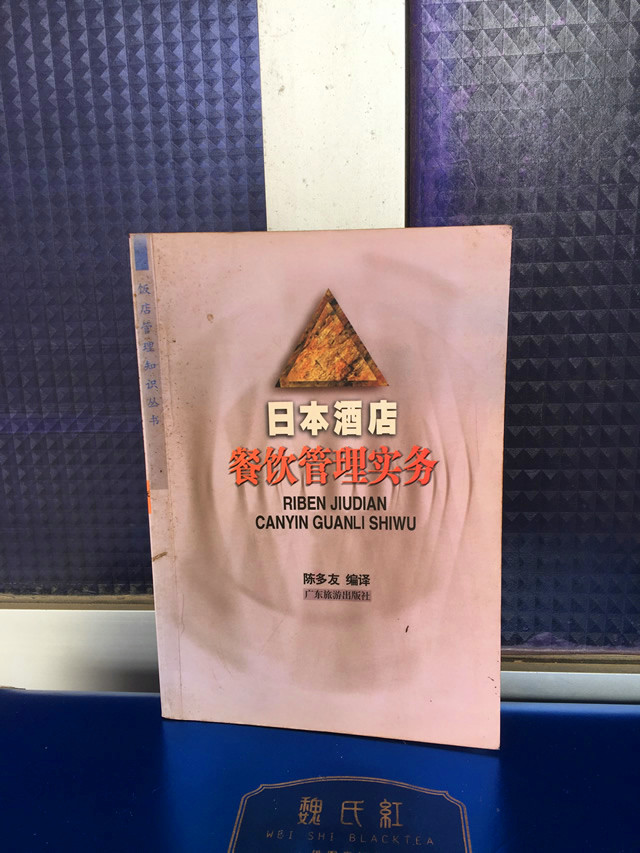 饭店管理知识丛书
日本酒店
餐饮管理实务
RIBEN JIUDIAN
CANYIN GUANLI SHIWU
陈多友 编译
广东旅游出版社
魏氏紅
WBI SHI BLACKTEA